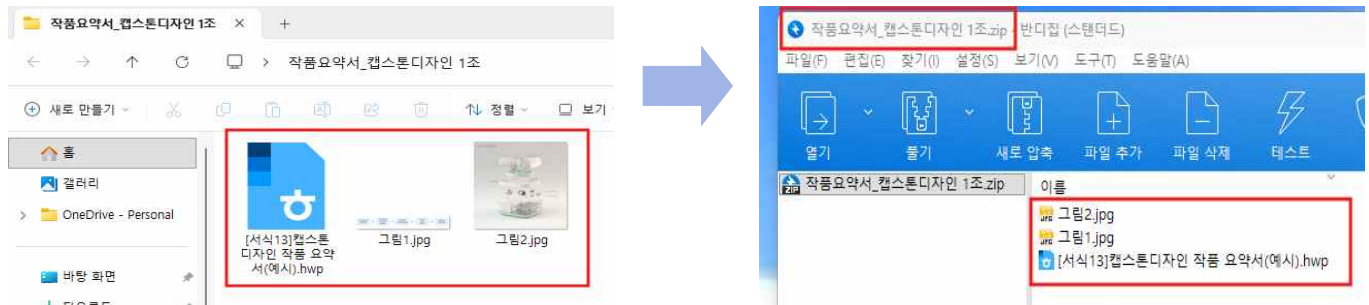 작품요약서_캡스톤디자인 1조
작품요약서_캡스톤디자인 1조
새로 만들기
정렬
보기
홈
갤러리
OneDrive - Personal
바탕 화면
[서식13]캡스톤
디자인 작품 요약
서(예시).hwp
그림1.jpg
그림2.jpg
작품요약서_캡스톤디자인 1조.zip - 반디집 (스탠더드)
파일(F) 편집(E) 찾기(I) 설정(S) 보기(V) 도구(T) 도움말(A)
열기 풀기 새로 압축 파일 추가 파일 삭제 테스트
작품요약서_캡스톤디자인 1조.zip
이름
그림2.jpg
그림1.jpg
[서식13]캡스톤디자인 작품 요약서(예시).hwp